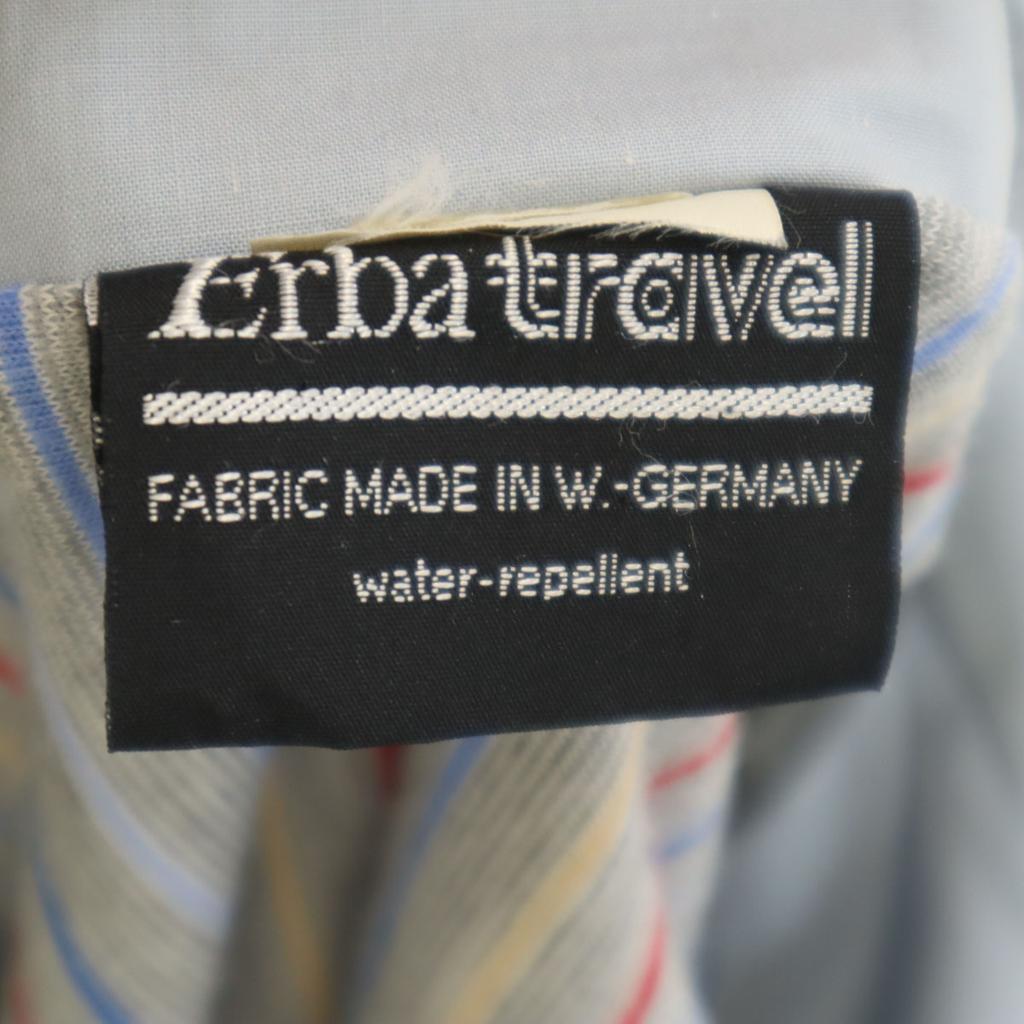 Erba travel
FABRIC MADE IN W.-GERMANY
water-repellent